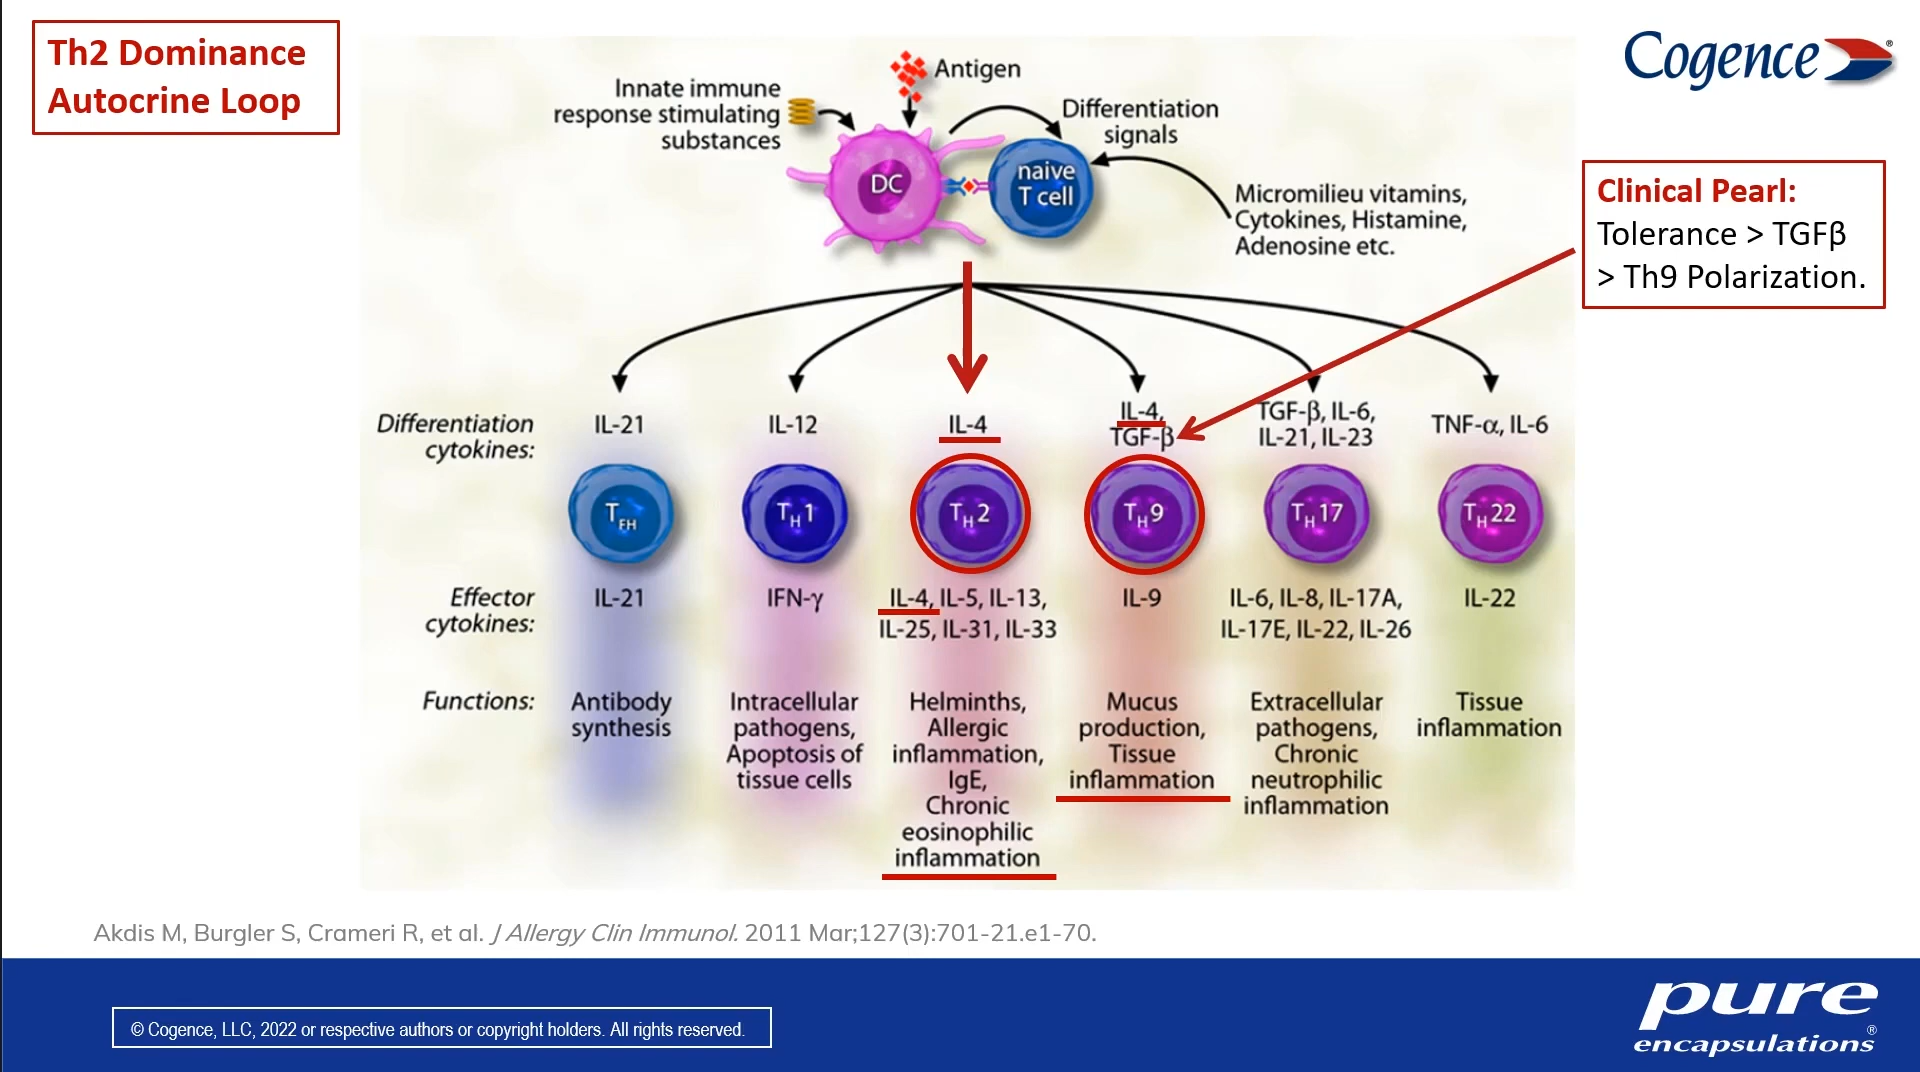 Th2 Dominance
Autocrine Loop
Cogence®
Antigen
Innate immune
response stimulating
substances
Differentiation
signals
DC
naive
T cell
Micromilieu vitamins,
Cytokines, Histamine,
Adenosine etc.
Clinical Pearl:
Tolerance > TGFβ
> Th9 Polarization.
Differentiation
cytokines:
IL-21
IL-12
IL-4
IL-4,
TGF-β
TGF-β, IL-6,
IL-21, IL-23
TNF-α, IL-6
TFH
TH1
TH2
TH9
TH17
TH22
Effector
cytokines:
IL-21
IFN-γ
IL-4, IL-5, IL-13,
IL-25, IL-31, IL-33
IL-9
IL-6, IL-8, IL-17A,
IL-17E, IL-22, IL-26
IL-22
Functions:
Antibody
synthesis
Intracellular
pathogens,
Apoptosis of
tissue cells
Helminths,
Allergic
inflammation,
IgE,
Chronic
eosinophilic
inflammation
Mucus
production,
Tissue
inflammation
Extracellular
pathogens,
Chronic
neutrophilic
inflammation
Tissue
inflammation
Akdis M, Burgler S, Crameri R, et al. J Allergy Clin Immunol. 2011 Mar;127(3):701-21.e1-70.
© Cogence, LLC, 2022 or respective authors or copyright holders. All rights reserved.
pure
encapsulations®